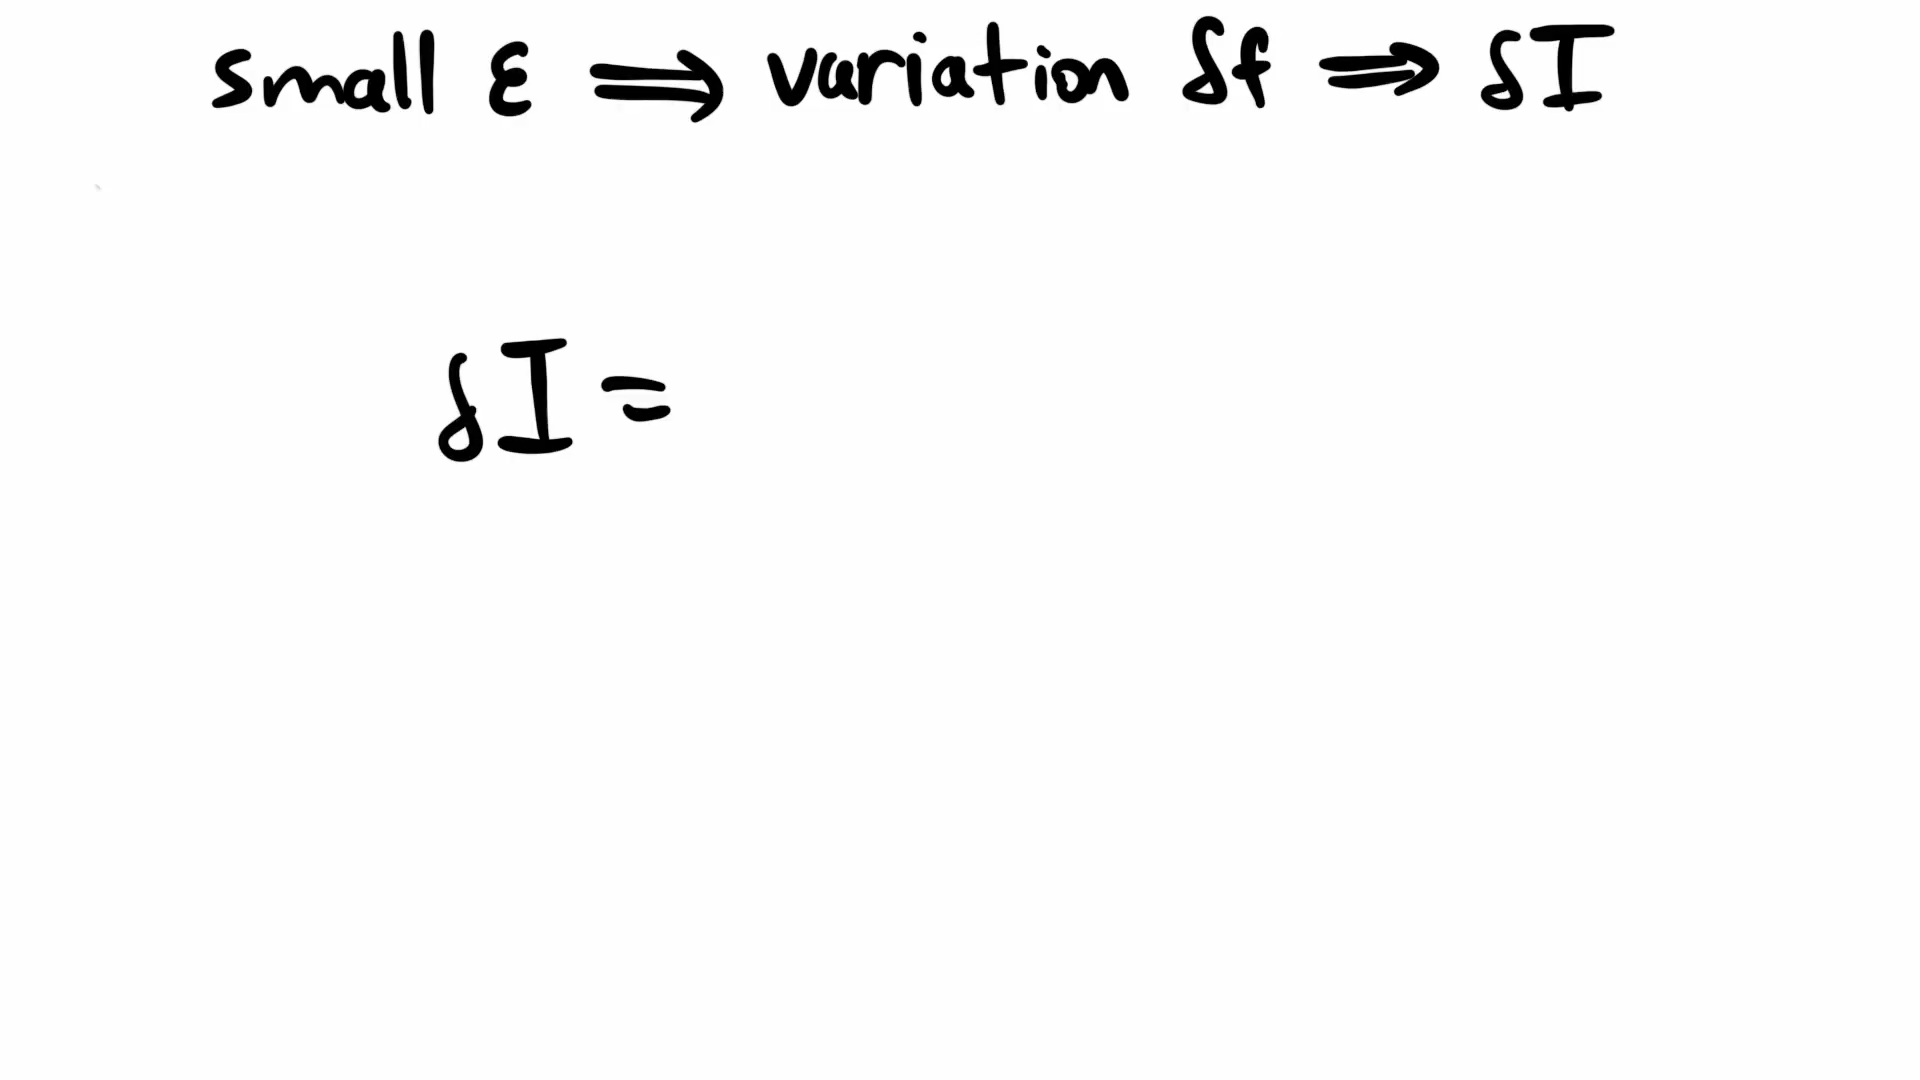 small ε ⟹ variation δf ⟹ δI
δI =